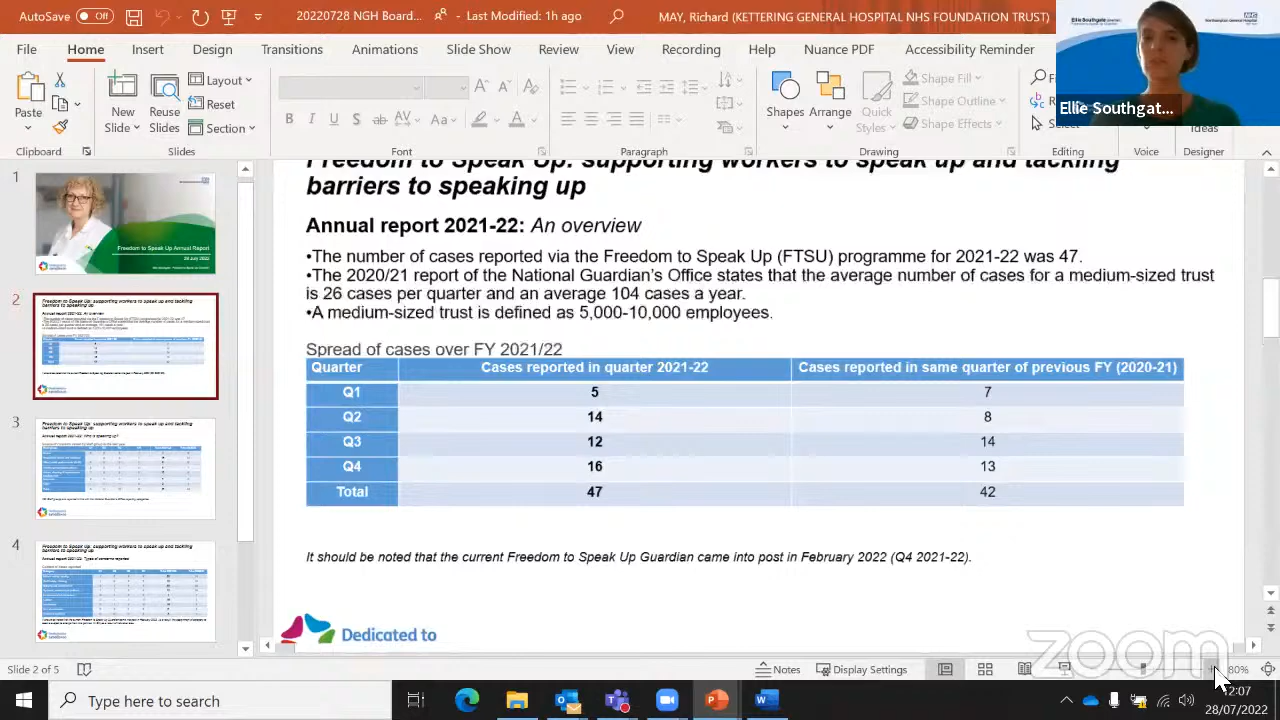 AutoSave Off 20220728 NGH Board... - Last Modified: 1h ago MAY, Richard (KETTERING GENERAL HOSPITAL NHS FOUNDATION TRUST)
File Home Insert Design Transitions Animations Slide Show Review View Recording Help Nuance PDF Accessibility Reminder
Paste
New Slides
Reuse Slides
Layout
Reset
Section
Shapes Arrange
Styles
Shape Fill
Shape Outline
Shape Effects
Select
Ideas
Clipboard Slides Font Paragraph Drawing Editing Voice Designer
Ellie Southgat...
NHS
1
Freedom to Speak Up Annual Report
2
3
4
Freedom to Speak Up: supporting workers to speak up and tackling
barriers to speaking up
Annual report 2021-22: An overview
•The number of cases reported via the Freedom to Speak Up (FTSU) programme for 2021-22 was 47.
•The 2020/21 report of the National Guardian's Office states that the average number of cases for a medium-sized trust
is 26 cases per quarter and an average 104 cases a year.
•A medium-sized trust is defined as 5,000-10,000 employees
Spread of cases over FY 2021/22
Quarter Cases reported in quarter 2021-22 Cases reported in same quarter of previous FY (2020-21)
Q1 5 7
Q2 14 8
Q3 12 14
Q4 16 13
Total 47 42
It should be noted that the current Freedom to Speak Up Guardian came into post in February 2022 (Q4 21-22).
Dedicated to
zoom
Slide 2 of 5 Notes Display Settings 80%
Type here to search
28/07/2022